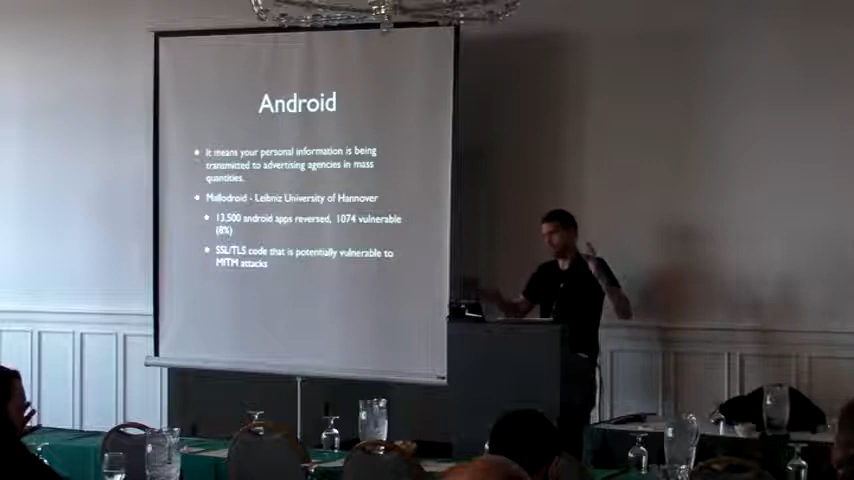 Android
It means your personal information is being
transmitted to advertising agencies in mass
quantities.
Mallodroid - Leibniz University of Hannover
13,500 android apps reversed, 1074 vulnerable
(8%)
SSL/TLS code that is potentially vulnerable to
MITM attacks